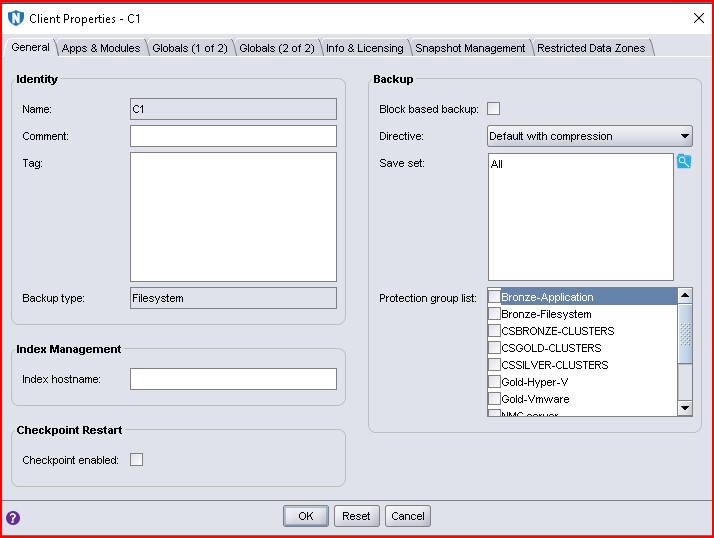 Client Properties - C1
General
Apps & Modules
Globals (1 of 2)
Globals (2 of 2)
Info & Licensing
Snapshot Management
Restricted Data Zones
Identity
Name:
C1
Comment:
Tag:
Backup type:
Filesystem
Index Management
Index hostname:
Checkpoint Restart
Checkpoint enabled:
Backup
Block based backup:
Directive:
Default with compression
Save set:
All
Protection group list:
Bronze-Application
Bronze-Filesystem
CSBRONZE-CLUSTERS
CSGOLD-CLUSTERS
CSSILVER-CLUSTERS
Gold-Hyper-V
Gold-Vmware
NMC server
OK
Reset
Cancel